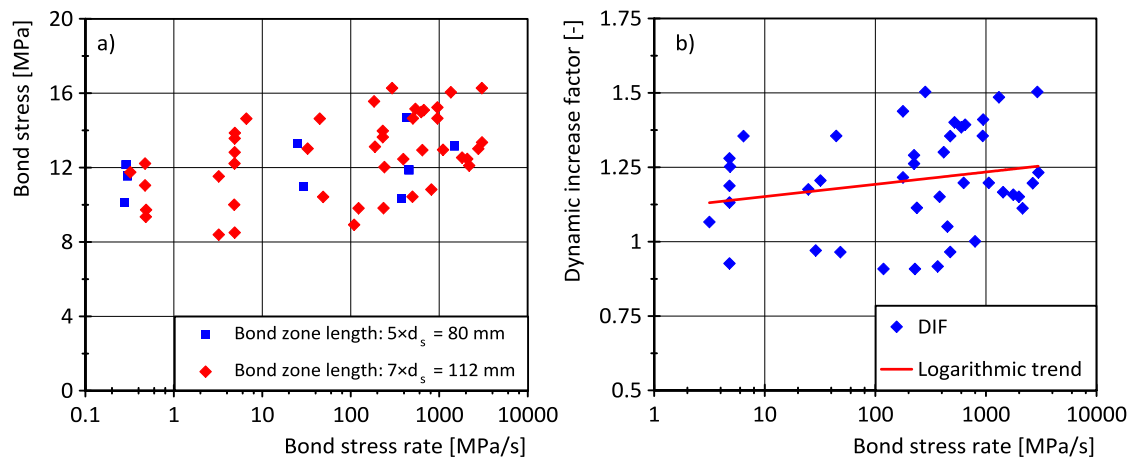 a)
Bond stress [MPa]
20
16
12
8
4
0
0.1 1 10 100 1000 10000
Bond stress rate [MPa/s]
Bond zone length: 5×ds = 80 mm
Bond zone length: 7×ds = 112 mm
b)
Dynamic increase factor [-]
1.75
1.5
1.25
1
0.75
0.5
1 10 100 1000 10000
Bond stress rate [MPa/s]
DIF
Logarithmic trend